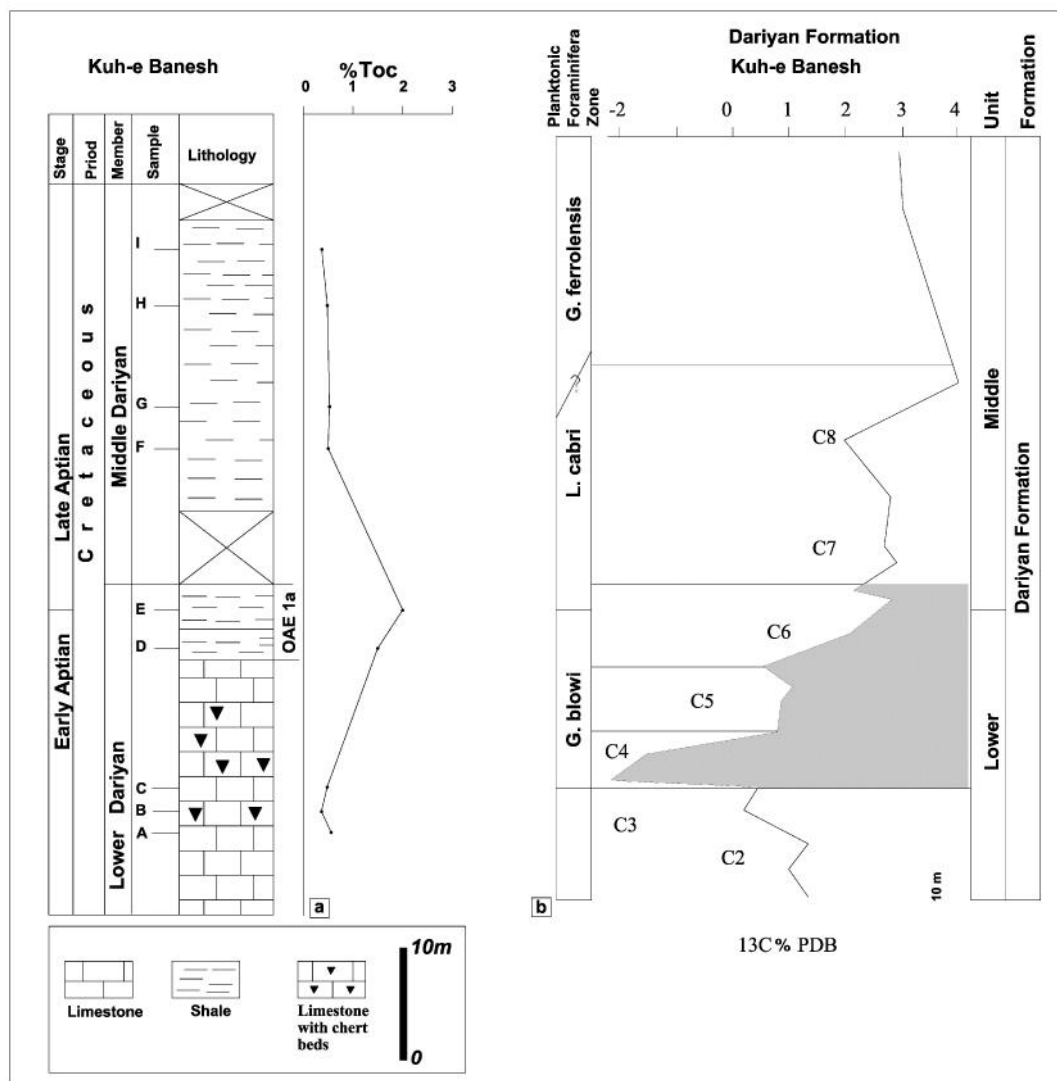 Kuh-e Banesh
%Toc
0 1 2 3
Stage
Priod
Member
Sample
Lithology
Late Aptian
Early Aptian
Cretaceous
Middle Dariyan
Lower Dariyan
I
H
G
F
E
D
C
B
A
OAE 1a
a
Limestone
Shale
Limestone
with chert
beds
10m
0
Dariyan Formation
Kuh-e Banesh
Planktonic
Foraminifera
Zone
-2 0 1 2 3 4
Unit
Formation
G. ferrolensis
?
L. cabri
G. blowi
C8
C7
C6
C5
C4
C3
C2
Middle
Lower
Dariyan Formation
10 m
b
13C% PDB